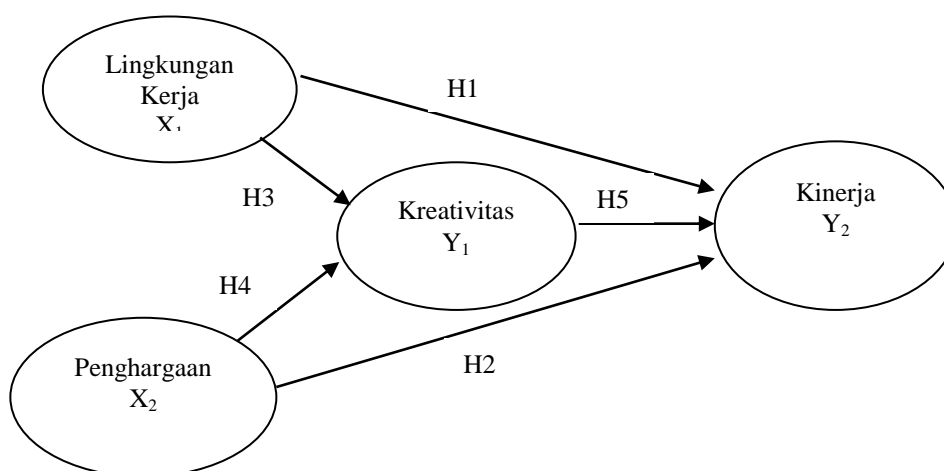 Lingkungan
Kerja
X₁
H1
H3
Kreativitas
Y₁
H5
Kinerja
Y₂
H4
Penghargaan
X₂
H2